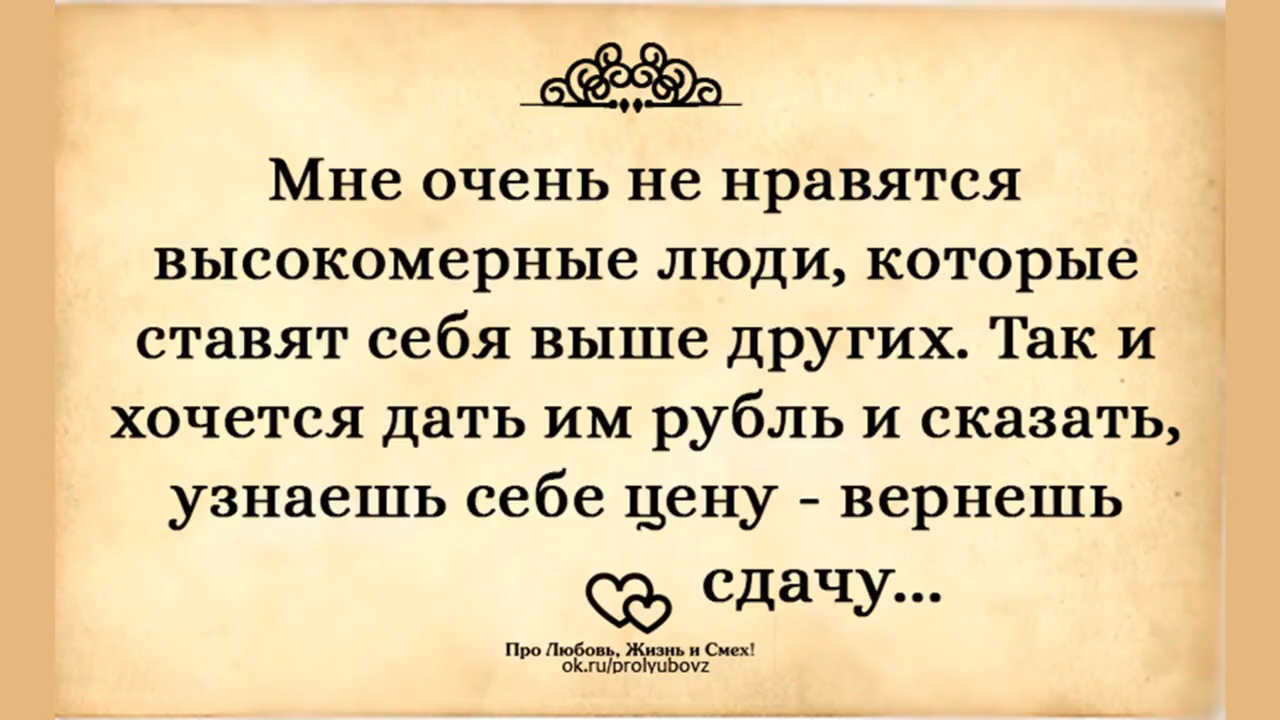 Мне очень не нравятся
высокомерные люди, которые
ставят себя выше других. Так и
хочется дать им рубль и сказать,
узнаешь себе цену - вернешь
сдачу...
Про Любовь, Жизнь и Смех!
ok.ru/prolyubovz